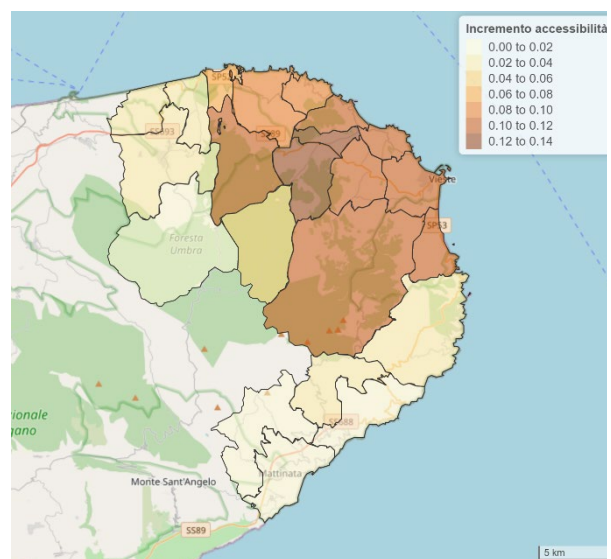 Incremento accessibilità
0.00 to 0.02
0.02 to 0.04
0.04 to 0.06
0.06 to 0.08
0.08 to 0.10
0.10 to 0.12
0.12 to 0.14
Vieste
SP53
Foresta
Umbra
ionale
gano
SS88
Mattinata
Monte Sant'Angelo
SS89
5 km